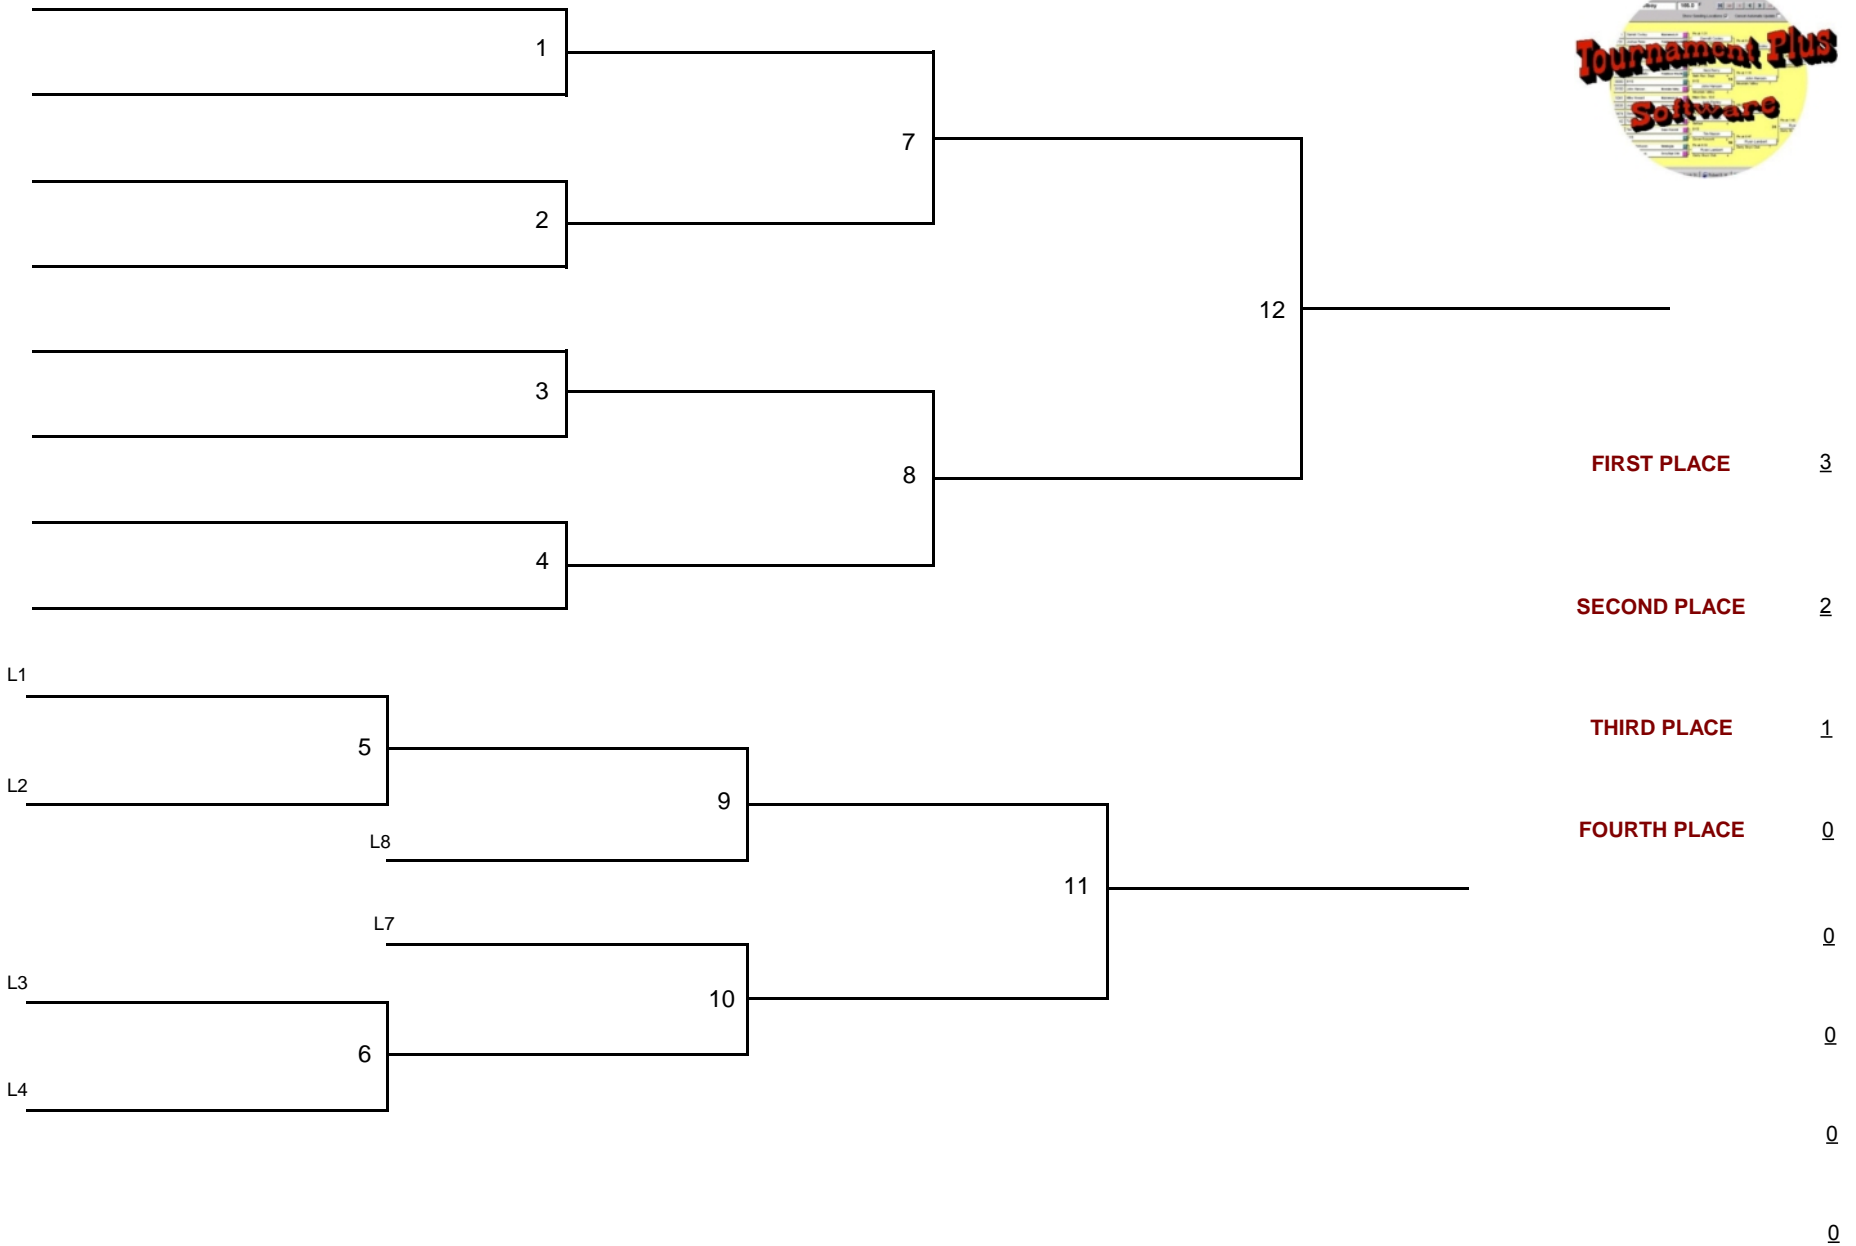 Tournament Plus
Software
1
7
2
12
3
8
4
FIRST PLACE 3
SECOND PLACE 2
THIRD PLACE 1
FOURTH PLACE 0
0
0
0
0
L1
5
L2
9
L8
11
L7
L3
10
6
L4